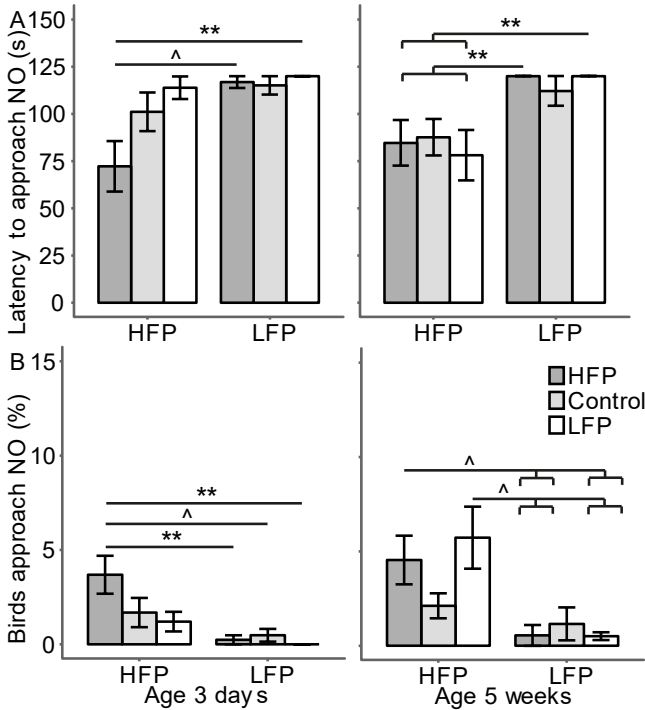 A
Latency to approach NO (s)
150
125
100
75
50
25
0
**
^
**
**
HFP
LFP
HFP
LFP
B
Birds approach NO (%)
15
10
5
0
**
^
**
HFP
Control
LFP
^
^
HFP
LFP
HFP
LFP
Age 3 days
Age 5 weeks